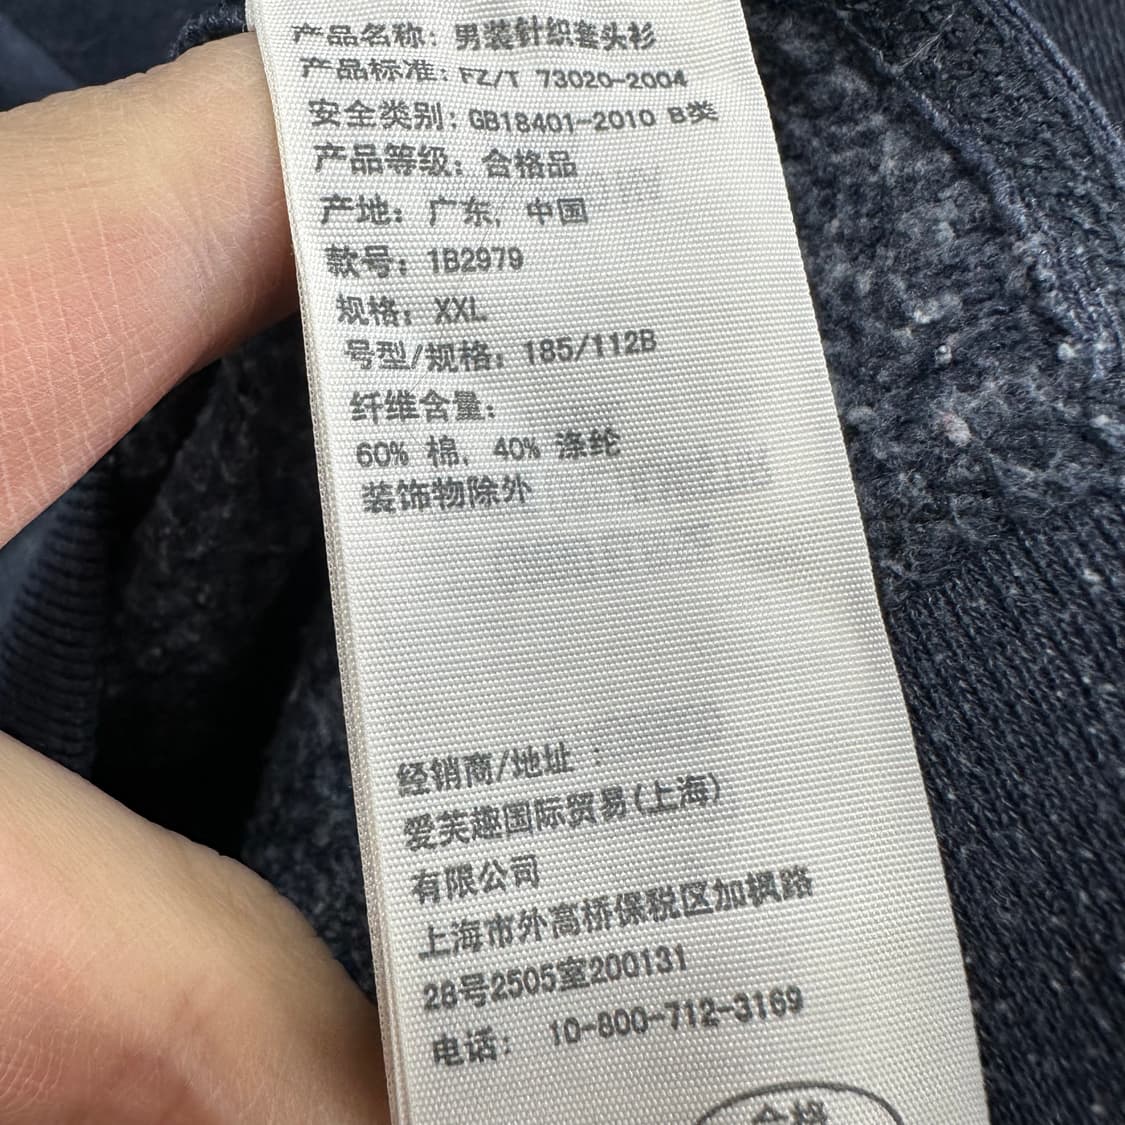 产品名称: 男装针织套头衫
产品标准: FZ/T 73020-2004
安全类别: GB18401-2010 B类
产品等级: 合格品
产地: 广东, 中国
款号: 1B2979
规格: XXL
号型/规格: 185/112B
纤维含量:
60% 棉, 40% 涤纶
装饰物除外
经销商/地址 :
爱芙趣国际贸易(上海)
有限公司
上海市外高桥保税区加枫路
28号2505室200131
电话: 10-800-712-3169
合格